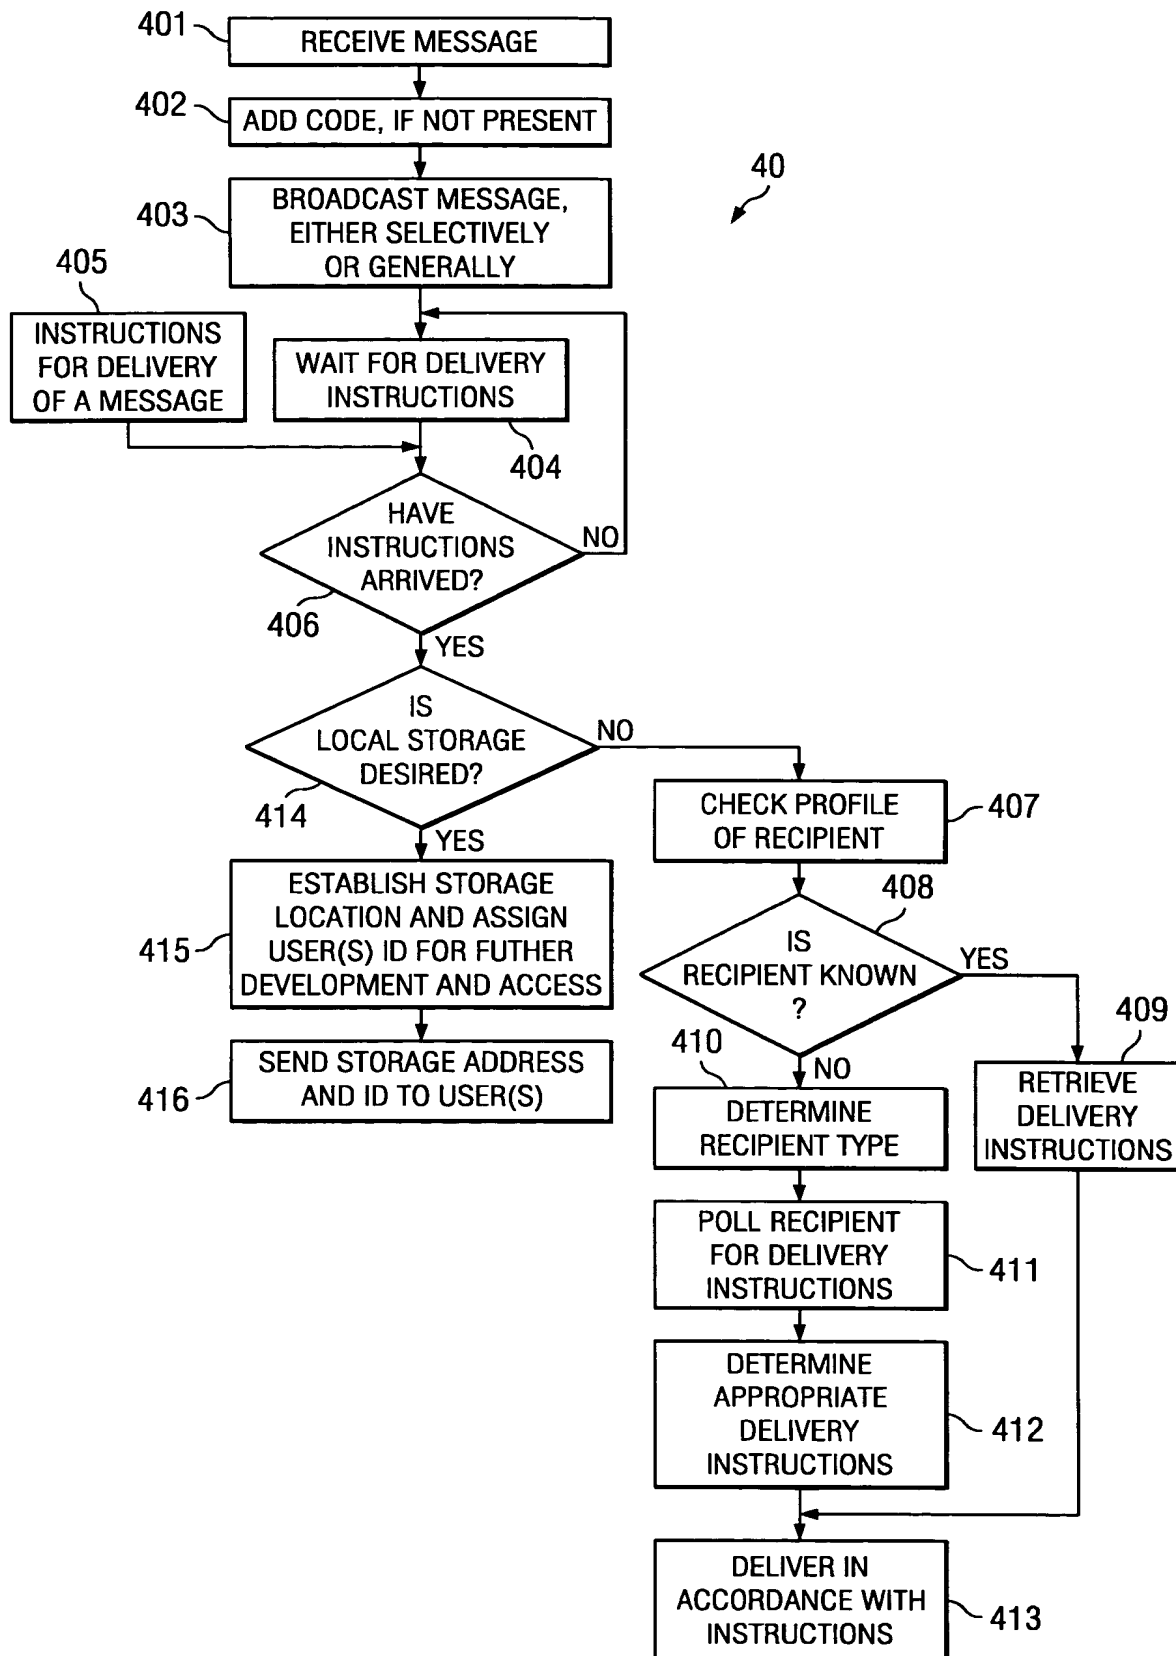 401
RECEIVE MESSAGE
402
ADD CODE, IF NOT PRESENT
40
403
BROADCAST MESSAGE,
EITHER SELECTIVELY
OR GENERALLY
405
INSTRUCTIONS
FOR DELIVERY
OF A MESSAGE
WAIT FOR DELIVERY
INSTRUCTIONS
404
HAVE
INSTRUCTIONS
ARRIVED?
NO
406
YES
IS
LOCAL STORAGE
DESIRED?
NO
414
YES
CHECK PROFILE
OF RECIPIENT
407
ESTABLISH STORAGE
LOCATION AND ASSIGN
USER(S) ID FOR FUTHER
DEVELOPMENT AND ACCESS
415
408
IS
RECIPIENT KNOWN
?
YES
409
SEND STORAGE ADDRESS
AND ID TO USER(S)
416
410
NO
DETERMINE
RECIPIENT TYPE
RETRIEVE
DELIVERY
INSTRUCTIONS
POLL RECIPIENT
FOR DELIVERY
INSTRUCTIONS
411
DETERMINE
APPROPRIATE
DELIVERY
INSTRUCTIONS
412
DELIVER IN
ACCORDANCE WITH
INSTRUCTIONS
413